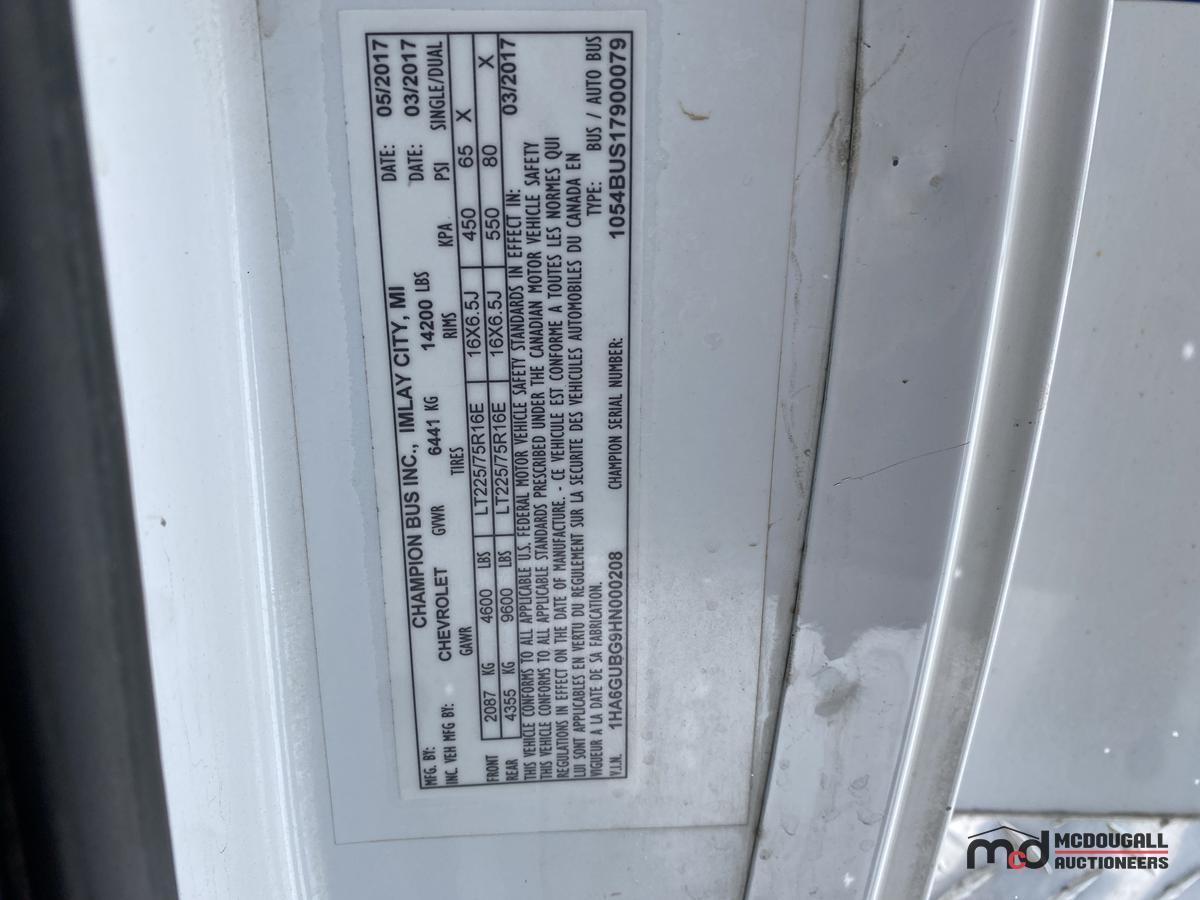 MFG. BY: CHAMPION BUS INC., IMLAY CITY, MI DATE: 05/2017
INC. VEH MFG BY: CHEVROLET GVWR 6441 KG 14200 LBS DATE: 03/2017
GAWR TIRES RIMS KPA PSI SINGLE/DUAL
FRONT 2087 KG 4600 LBS LT225/75R16E 16X6.5J 450 65 X
REAR 4355 KG 9600 LBS LT225/75R16E 16X6.5J 550 80 X
THIS VEHICLE CONFORMS TO ALL APPLICABLE U.S. FEDERAL MOTOR VEHICLE SAFETY STANDARDS IN EFFECT IN: 03/2017
THIS VEHICLE CONFORMS TO ALL APPLICABLE STANDARDS PRESCRIBED UNDER THE CANADIAN MOTOR VEHICLE SAFETY
REGULATIONS IN EFFECT ON THE DATE OF MANUFACTURE. - CE VEHICULE EST CONFORME A TOUTES LES NORMES QUI
LUI SONT APPLICABLES EN VERTU DU REGULEMENT SUR LA SECURITE DES VEHICULES AUTOMOBILES DU CANADA EN
VIGUEUR A LA DATE DE SA FABRICATION. TYPE: BUS / AUTO BUS
V.I.N. 1HA6GUBG9HN000208 CHAMPION SERIAL NUMBER: 1054BUS17900079
mcd MCDOUGALL
AUCTIONEERS